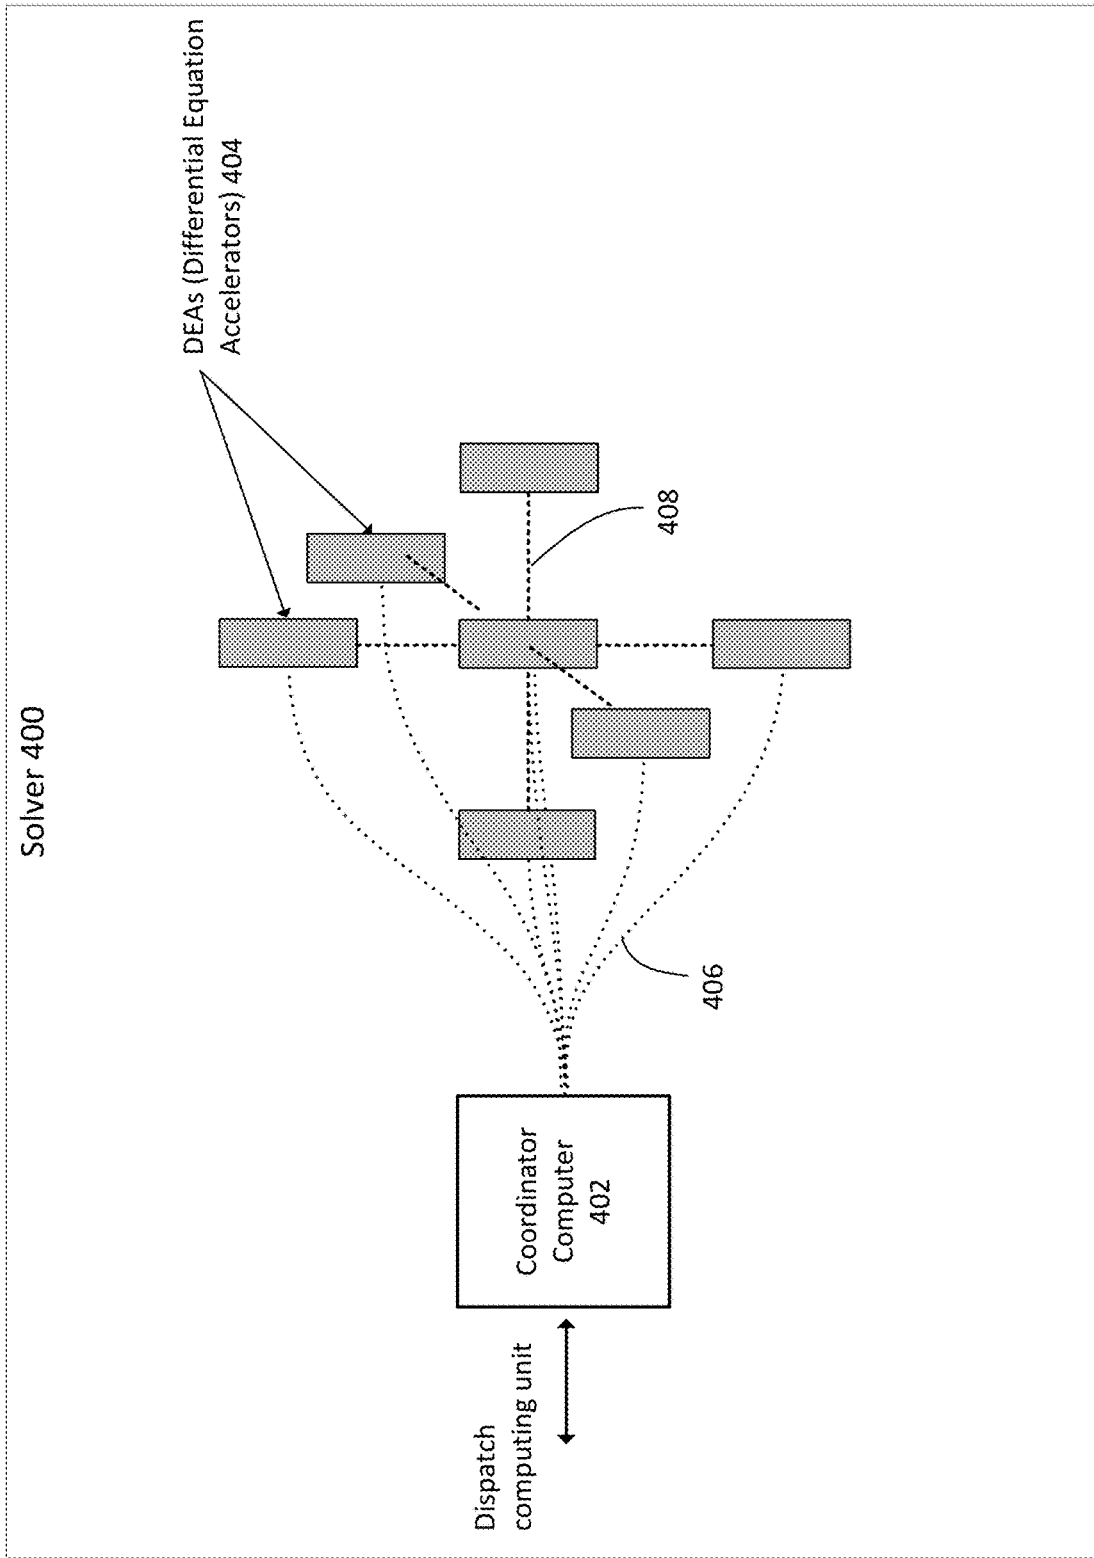 Solver 400
DEAs (Differential Equation
Accelerators) 404
408
406
Coordinator
Computer
402
Dispatch
computing unit